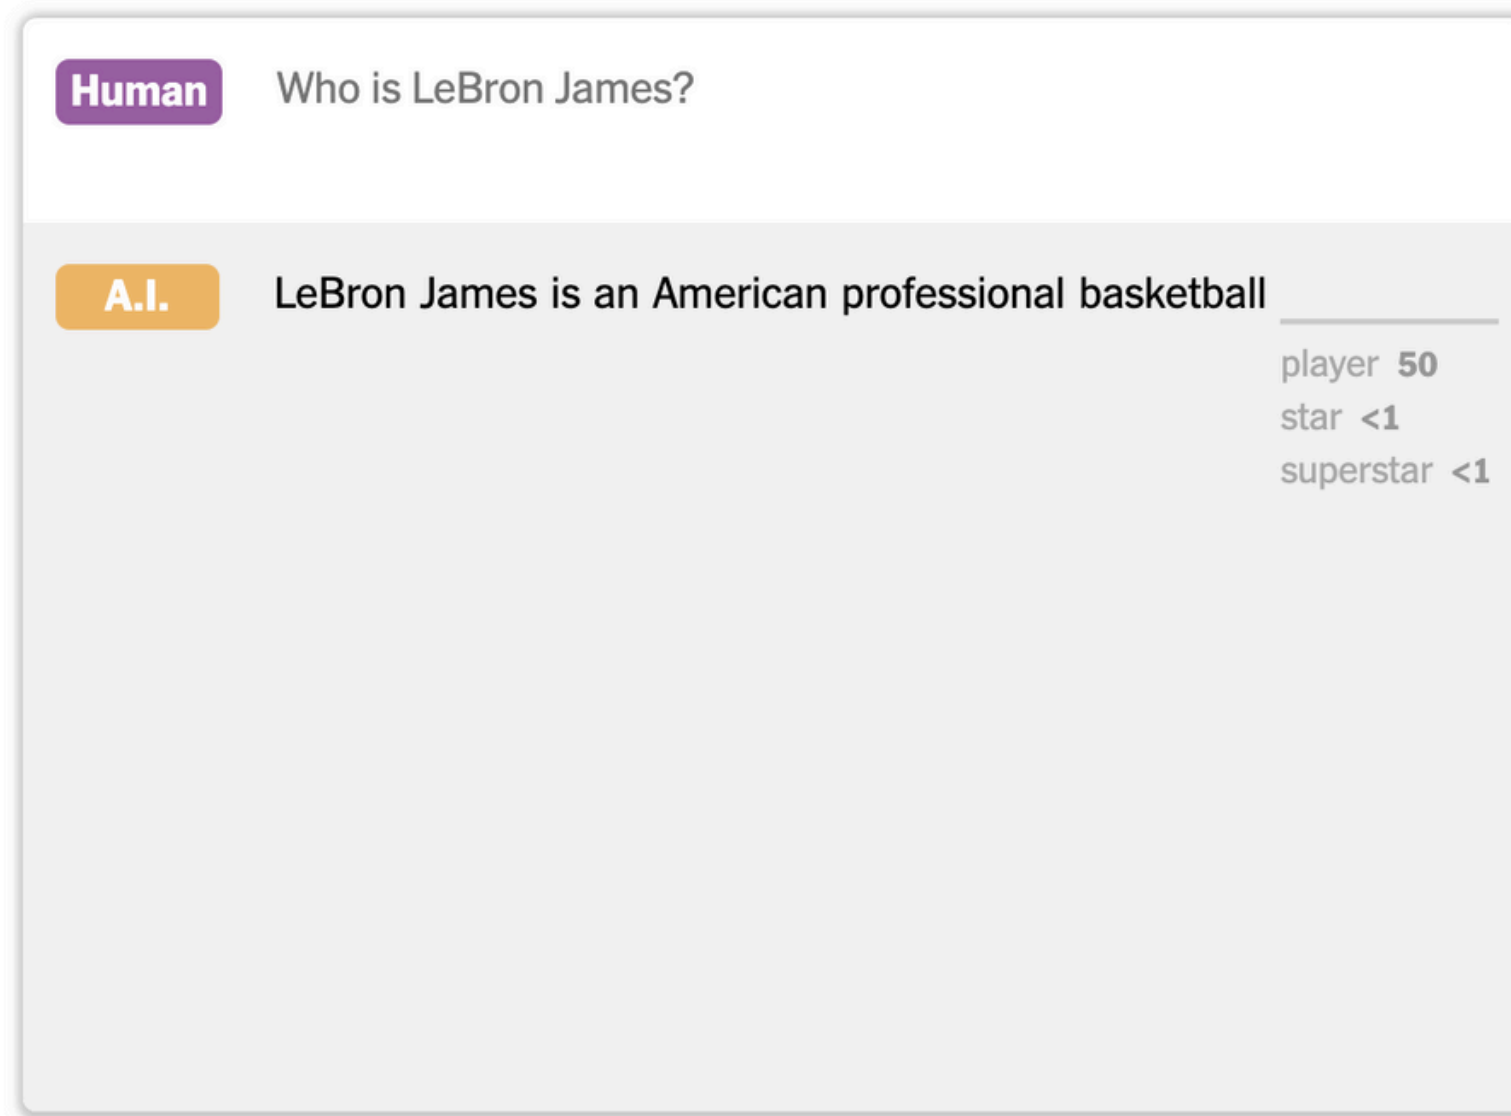 Human Who is LeBron James?
A.I. LeBron James is an American professional basketball
player 50
star <1
superstar <1